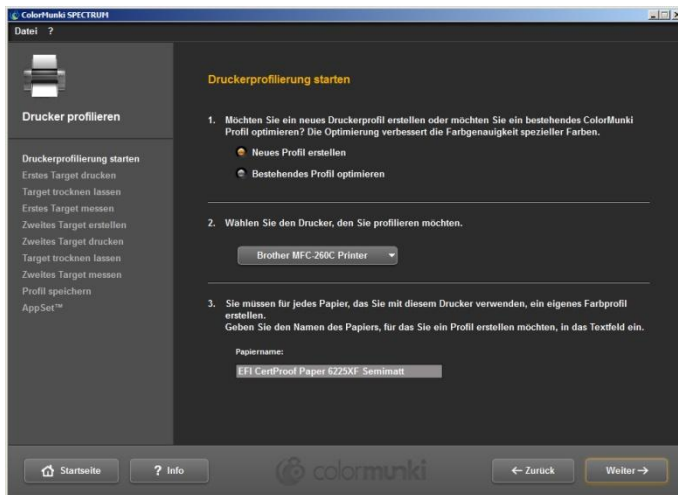 ColorMunki SPECTRUM
Datei ?
Drucker profilieren
Druckerprofilierung starten
Erstes Target drucken
Target trocknen lassen
Erstes Target messen
Zweites Target erstellen
Zweites Target drucken
Target trocknen lassen
Zweites Target messen
Profil speichern
AppSet™
Druckerprofilierung starten
1. Möchten Sie ein neues Druckerprofil erstellen oder möchten Sie ein bestehendes ColorMunki
Profil optimieren? Die Optimierung verbessert die Farbgenauigkeit spezieller Farben.
Neues Profil erstellen
Bestehendes Profil optimieren
2. Wählen Sie den Drucker, den Sie profilieren möchten.
Brother MFC-260C Printer
3. Sie müssen für jedes Papier, das Sie mit diesem Drucker verwenden, ein eigenes Farbprofil
erstellen.
Geben Sie den Namen des Papiers, für das Sie ein Profil erstellen möchten, in das Textfeld ein.
Papiername:
EFI CertProof Paper 6225XF Semimatt
Startseite
? Info
colormunki
← Zurück
Weiter →